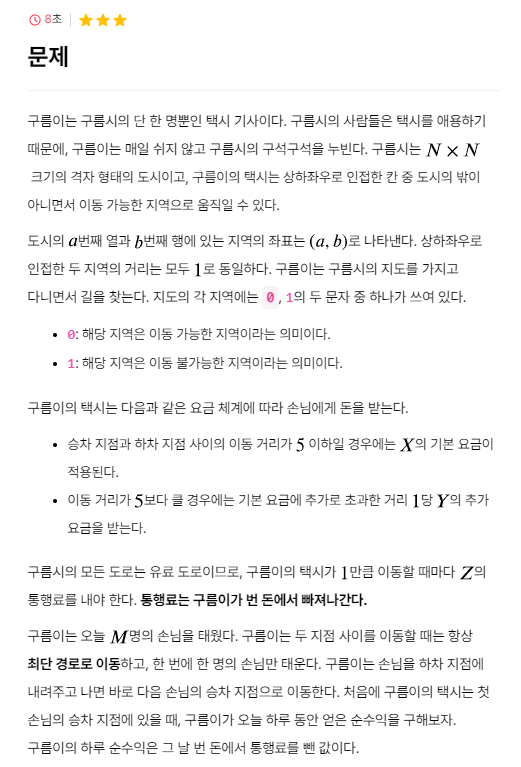 8초
문제
구름이는 구름시의 단 한 명뿐인 택시 기사이다. 구름시의 사람들은 택시를 애용하기
때문에, 구름이는 매일 쉬지 않고 구름시의 구석구석을 누빈다. 구름시는 N × N
크기의 격자 형태의 도시이고, 구름이의 택시는 상하좌우로 인접한 칸 중 도시의 밖이
아니면서 이동 가능한 지역으로 움직일 수 있다.
도시의 a번째 열과 b번째 행에 있는 지역의 좌표는 (a, b)로 나타낸다. 상하좌우로
인접한 두 지역의 거리는 모두 1로 동일하다. 구름이는 구름시의 지도를 가지고
다니면서 길을 찾는다. 지도의 각 지역에는 0, 1의 두 문자 중 하나가 쓰여 있다.
• 0: 해당 지역은 이동 가능한 지역이라는 의미이다.
• 1: 해당 지역은 이동 불가능한 지역이라는 의미이다.
구름이의 택시는 다음과 같은 요금 체계에 따라 손님에게 돈을 받는다.
• 승차 지점과 하차 지점 사이의 이동 거리가 5 이하일 경우에는 X의 기본 요금이
적용된다.
• 이동 거리가 5보다 클 경우에는 기본 요금에 추가로 초과한 거리 1당 Y의 추가
요금을 받는다.
구름시의 모든 도로는 유료 도로이므로, 구름이의 택시가 1만큼 이동할 때마다 Z의
통행료를 내야 한다. 통행료는 구름이가 번 돈에서 빠져나간다.
구름이는 오늘 M명의 손님을 태웠다. 구름이는 두 지점 사이를 이동할 때는 항상
최단 경로로 이동하고, 한 번에 한 명의 손님만 태운다. 구름이는 손님을 하차 지점에
내려주고 나면 바로 다음 손님의 승차 지점으로 이동한다. 처음에 구름이의 택시는 첫
손님의 승차 지점에 있을 때, 구름이가 오늘 하루 동안 얻은 순수익을 구해보자.
구름이의 하루 순수익은 그 날 번 돈에서 통행료를 뺀 값이다.